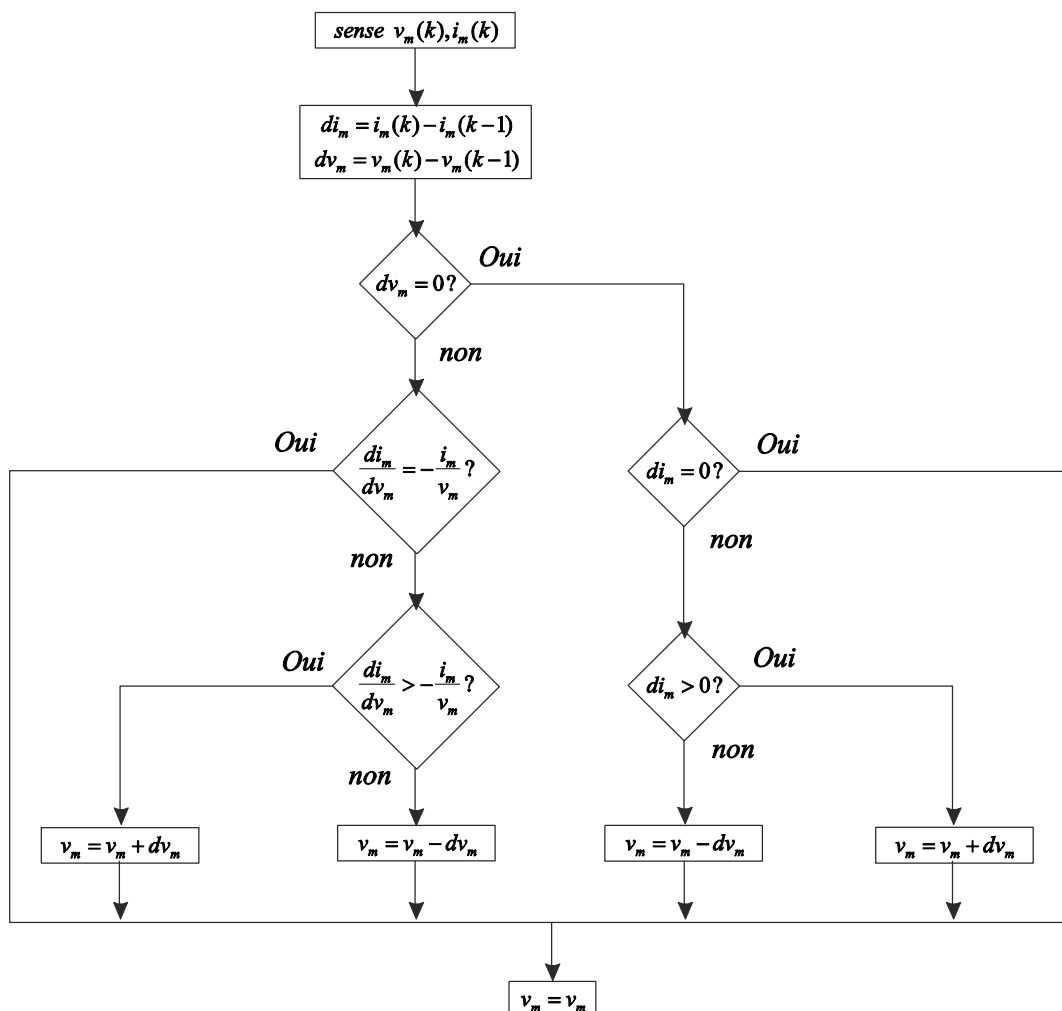 sense v_m(k), i_m(k)
di_m = i_m(k) − i_m(k−1)
dv_m = v_m(k) − v_m(k−1)
Oui
dv_m = 0?
non
Oui
di_m/dv_m = −i_m/v_m ?
Oui
di_m = 0?
non
non
Oui
di_m/dv_m > −i_m/v_m ?
Oui
di_m > 0?
non
non
v_m = v_m + dv_m
v_m = v_m − dv_m
v_m = v_m − dv_m
v_m = v_m + dv_m
v_m = v_m